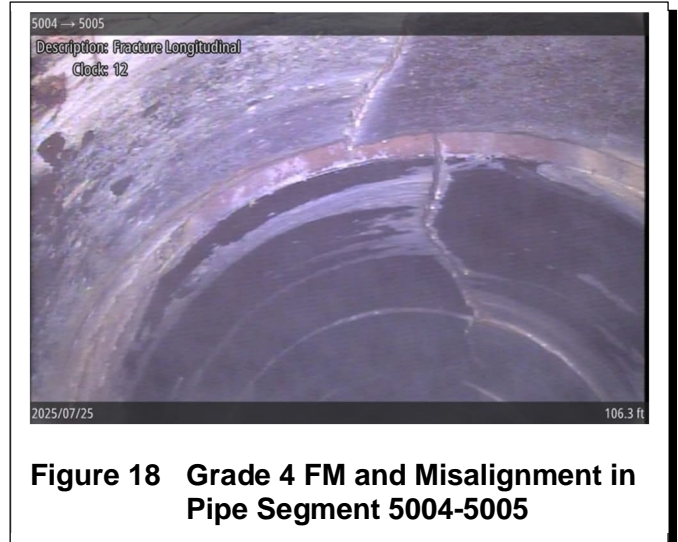 5004 → 5005
Description: Fracture Longitudinal
Clock: 12
2025/07/25
106.3 ft
Figure 18 Grade 4 FM and Misalignment in
Pipe Segment 5004-5005